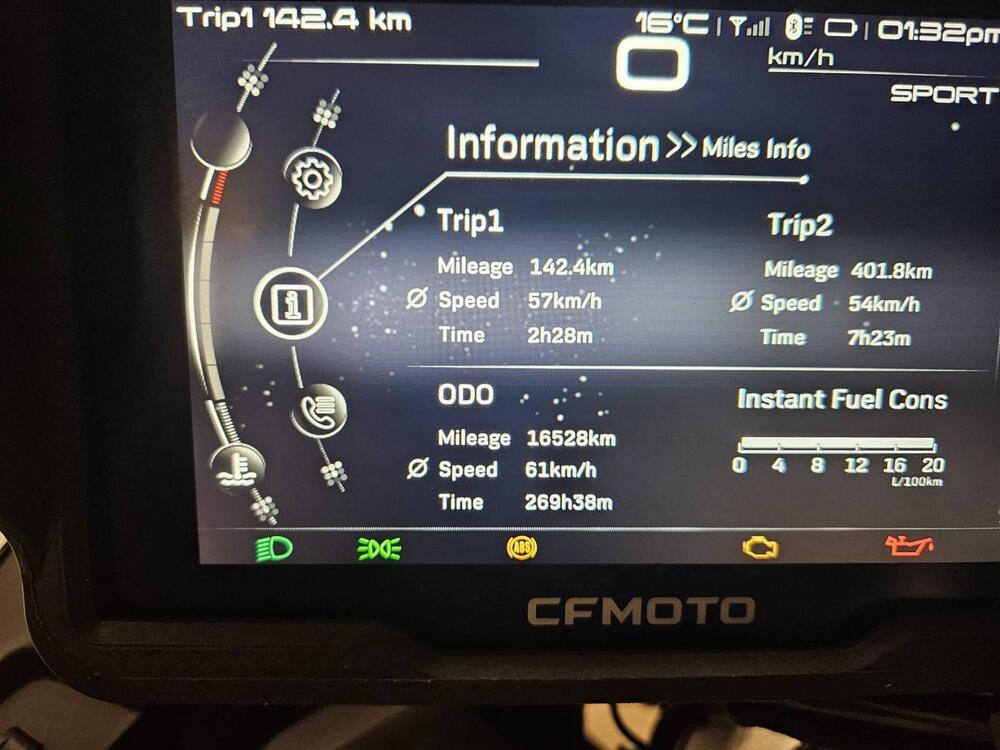 Trip1 142.4 km
16°C
01:32pm
0
km/h
SPORT
Information >> Miles Info
Trip1
Mileage 142.4km
Ø Speed 57km/h
Time 2h28m
Trip2
Mileage 401.8km
Ø Speed 54km/h
Time 7h23m
ODO
Mileage 16528km
Ø Speed 61km/h
Time 269h38m
Instant Fuel Cons
0 4 8 12 16 20
L/100km
ABS
CFMOTO